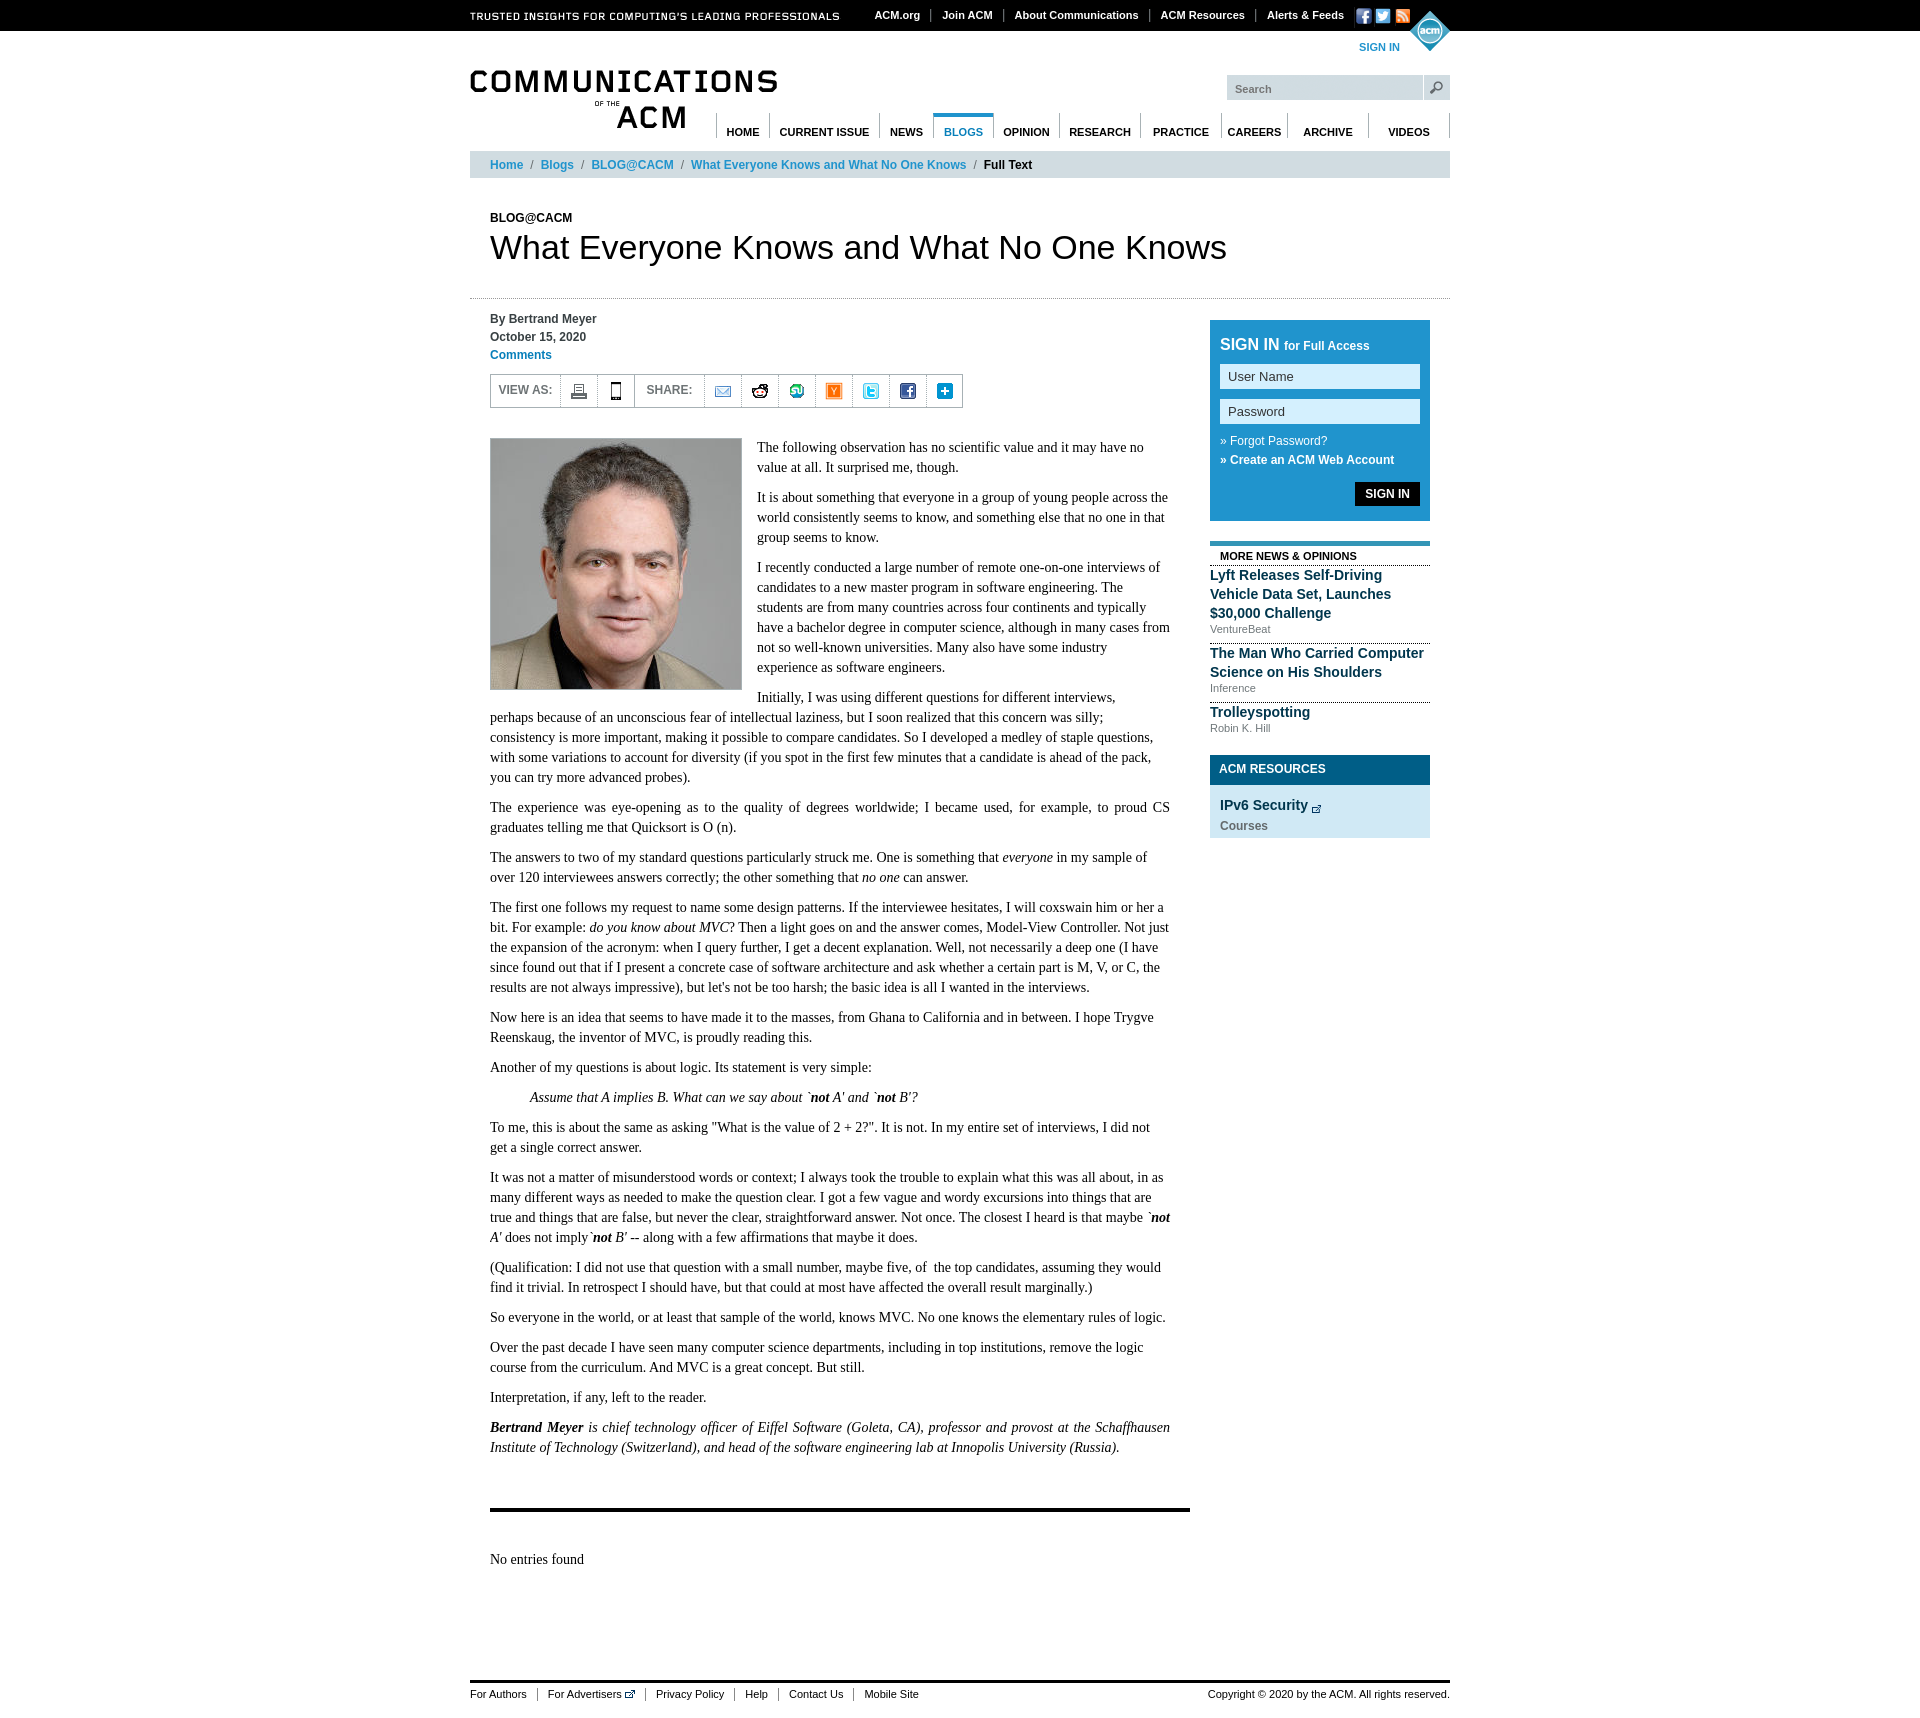 TRUSTED INSIGHTS FOR COMPUTING'S LEADING PROFESSIONALS
ACM.org
Join ACM
About Communications
ACM Resources
Alerts & Feeds
acm
SIGN IN
COMMUNICATIONS
OF THE
ACM
Search
HOME
CURRENT ISSUE
NEWS
BLOGS
OPINION
RESEARCH
PRACTICE
CAREERS
ARCHIVE
VIDEOS
Home / Blogs / BLOG@CACM / What Everyone Knows and What No One Knows / Full Text
BLOG@CACM
What Everyone Knows and What No One Knows
By Bertrand Meyer
October 15, 2020
Comments
VIEW AS:
SHARE:
The following observation has no scientific value and it may have no
value at all. It surprised me, though.
It is about something that everyone in a group of young people across the
world consistently seems to know, and something else that no one in that
group seems to know.
I recently conducted a large number of remote one-on-one interviews of
candidates to a new master program in software engineering. The
students are from many countries across four continents and typically
have a bachelor degree in computer science, although in many cases from
not so well-known universities. Many also have some industry
experience as software engineers.
Initially, I was using different questions for different interviews,
perhaps because of an unconscious fear of intellectual laziness, but I soon realized that this concern was silly;
consistency is more important, making it possible to compare candidates. So I developed a medley of staple questions,
with some variations to account for diversity (if you spot in the first few minutes that a candidate is ahead of the pack,
you can try more advanced probes).
The experience was eye-opening as to the quality of degrees worldwide; I became used, for example, to proud CS
graduates telling me that Quicksort is O (n).
The answers to two of my standard questions particularly struck me. One is something that everyone in my sample of
over 120 interviewees answers correctly; the other something that no one can answer.
The first one follows my request to name some design patterns. If the interviewee hesitates, I will coxswain him or her a
bit. For example: do you know about MVC? Then a light goes on and the answer comes, Model-View Controller. Not just
the expansion of the acronym: when I query further, I get a decent explanation. Well, not necessarily a deep one (I have
since found out that if I present a concrete case of software architecture and ask whether a certain part is M, V, or C, the
results are not always impressive), but let's not be too harsh; the basic idea is all I wanted in the interviews.
Now here is an idea that seems to have made it to the masses, from Ghana to California and in between. I hope Trygve
Reenskaug, the inventor of MVC, is proudly reading this.
Another of my questions is about logic. Its statement is very simple:
Assume that A implies B. What can we say about `not A' and `not B'?
To me, this is about the same as asking "What is the value of 2 + 2?". It is not. In my entire set of interviews, I did not
get a single correct answer.
It was not a matter of misunderstood words or context; I always took the trouble to explain what this was all about, in as
many different ways as needed to make the question clear. I got a few vague and wordy excursions into things that are
true and things that are false, but never the clear, straightforward answer. Not once. The closest I heard is that maybe `not
A' does not imply`not B' -- along with a few affirmations that maybe it does.
(Qualification: I did not use that question with a small number, maybe five, of  the top candidates, assuming they would
find it trivial. In retrospect I should have, but that could at most have affected the overall result marginally.)
So everyone in the world, or at least that sample of the world, knows MVC. No one knows the elementary rules of logic.
Over the past decade I have seen many computer science departments, including in top institutions, remove the logic
course from the curriculum. And MVC is a great concept. But still.
Interpretation, if any, left to the reader.
Bertrand Meyer is chief technology officer of Eiffel Software (Goleta, CA), professor and provost at the Schaffhausen
Institute of Technology (Switzerland), and head of the software engineering lab at Innopolis University (Russia).
No entries found
SIGN IN for Full Access
User Name
Password
» Forgot Password?
» Create an ACM Web Account
SIGN IN
MORE NEWS & OPINIONS
Lyft Releases Self-Driving
Vehicle Data Set, Launches
$30,000 Challenge
VentureBeat
The Man Who Carried Computer
Science on His Shoulders
Inference
Trolleyspotting
Robin K. Hill
ACM RESOURCES
IPv6 Security
Courses
For Authors
For Advertisers
Privacy Policy
Help
Contact Us
Mobile Site
Copyright © 2020 by the ACM. All rights reserved.